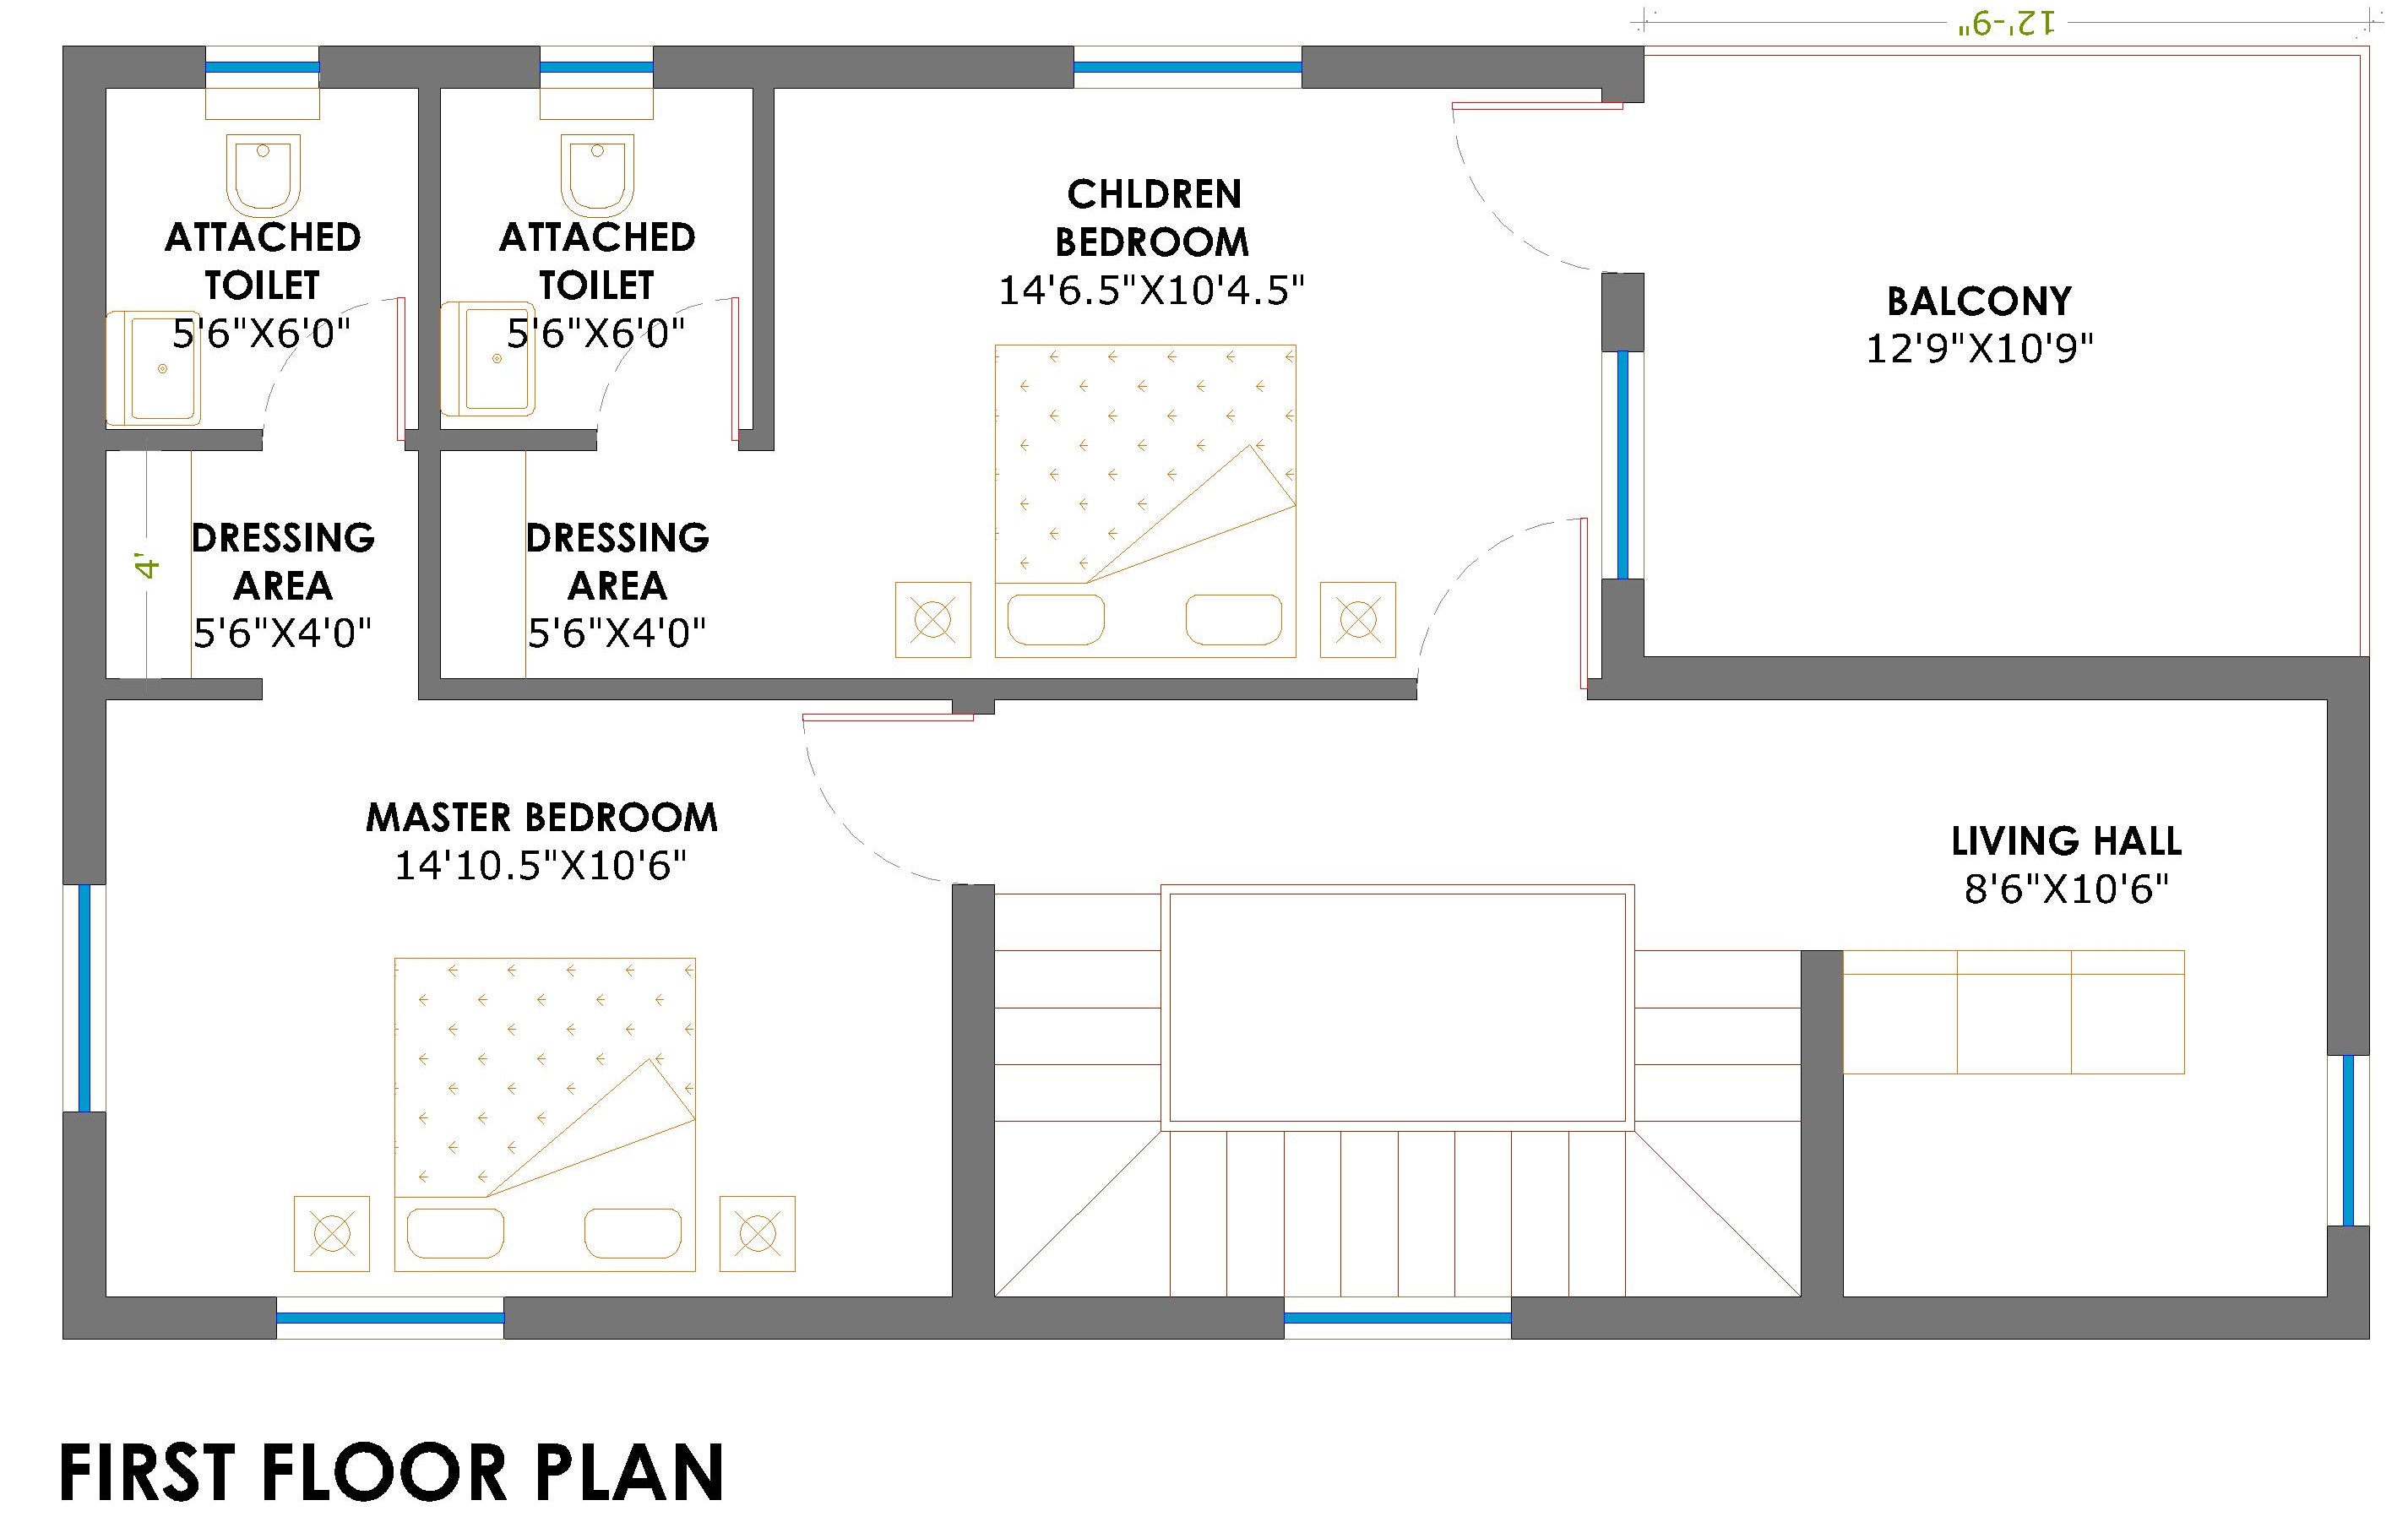 12'-9"
ATTACHED
TOILET
5'6"X6'0"
ATTACHED
TOILET
5'6"X6'0"
CHLDREN
BEDROOM
14'6.5"X10'4.5"
BALCONY
12'9"X10'9"
4'
DRESSING
AREA
5'6"X4'0"
DRESSING
AREA
5'6"X4'0"
MASTER BEDROOM
14'10.5"X10'6"
LIVING HALL
8'6"X10'6"
FIRST FLOOR PLAN